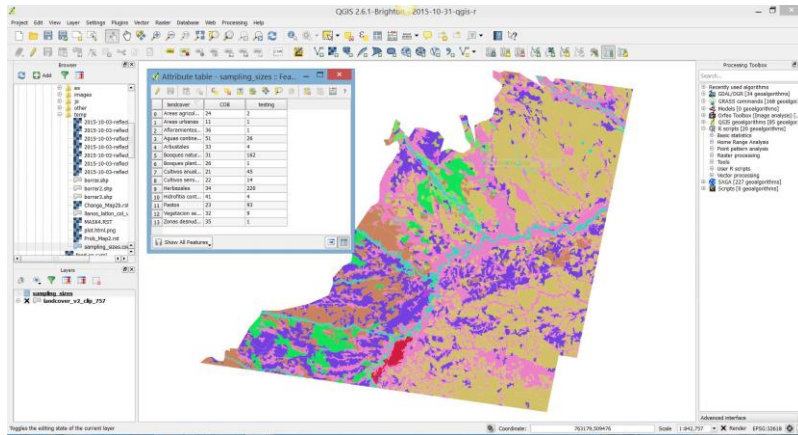 QGIS 2.6.1-Brighton - 2015-10-31-qgis-r
Project Edit View Layer Settings Plugins Vector Raster Database Web Processing Help
Browser
Add
es
images
js
other
temp
2015-10-03-reflect
2015-10-03-reflect
2015-10-03-reflect
2015-10-03-reflect
2015-10-03-reflect
2015-10-03-reflect
borrar.shp
borrar2.shp
borrar3.shp
MASK4.RST
plot.html.png
Prob_Map2.rst
sampling_sizes.csv
Layers
sampling_sizes
landcover_v2_clip_757
Attribute table - sampling_sizes :: Fea...
landcover COB testing
0 Areas agricol... 24 2
1 Areas urbanas 11 1
2 Afloramientos... 36 1
3 Aguas contine... 51 26
4 Arbustales 33 4
5 Bosques natur... 31 162
6 Bosques plant... 26 1
7 Cultivos anual... 21 45
8 Cultivos semi... 22 14
9 Herbazales 34 226
10 Hidrofitia cont... 41 4
11 Pastos 23 93
12 Vegetacion se... 32 9
13 Zonas desnud... 35 1
Show All Features
Processing Toolbox
Search...
Recently used algorithms
GDAL/OGR [34 geoalgorithms]
GRASS commands [168 geoalgori
Models [0 geoalgorithms]
Orfeo Toolbox (Image analysis) [
QGIS geoalgorithms [85 geoalgori
R scripts [20 geoalgorithms]
Basic statistics
Home Range Analysis
Point pattern analysis
Raster processing
Tools
User R scripts
Vector processing
SAGA [227 geoalgorithms]
Scripts [0 geoalgorithms]
Advanced interface
Toggles the editing state of the current layer
Coordinate: 763179,509476 Scale 1:842,757 Render EPSG:32618